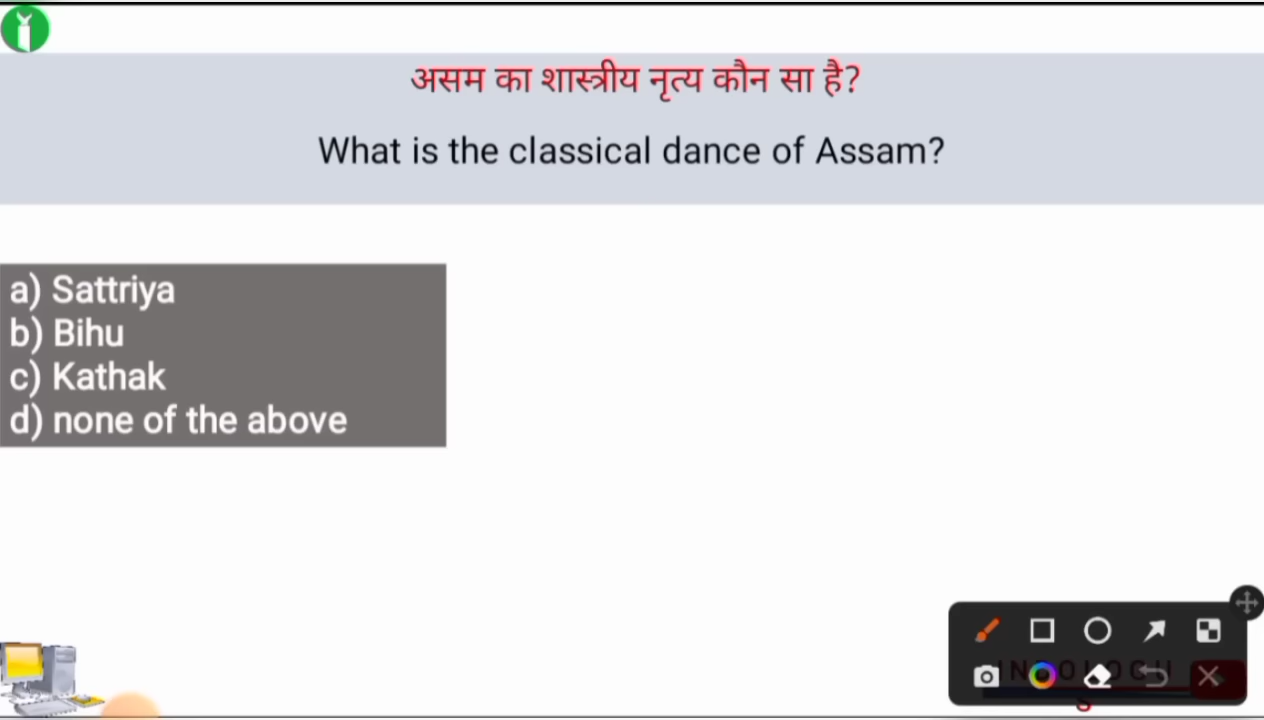 असम का शास्त्रीय नृत्य कौन सा है?
What is the classical dance of Assam?
a) Sattriya
b) Bihu
c) Kathak
d) none of the above